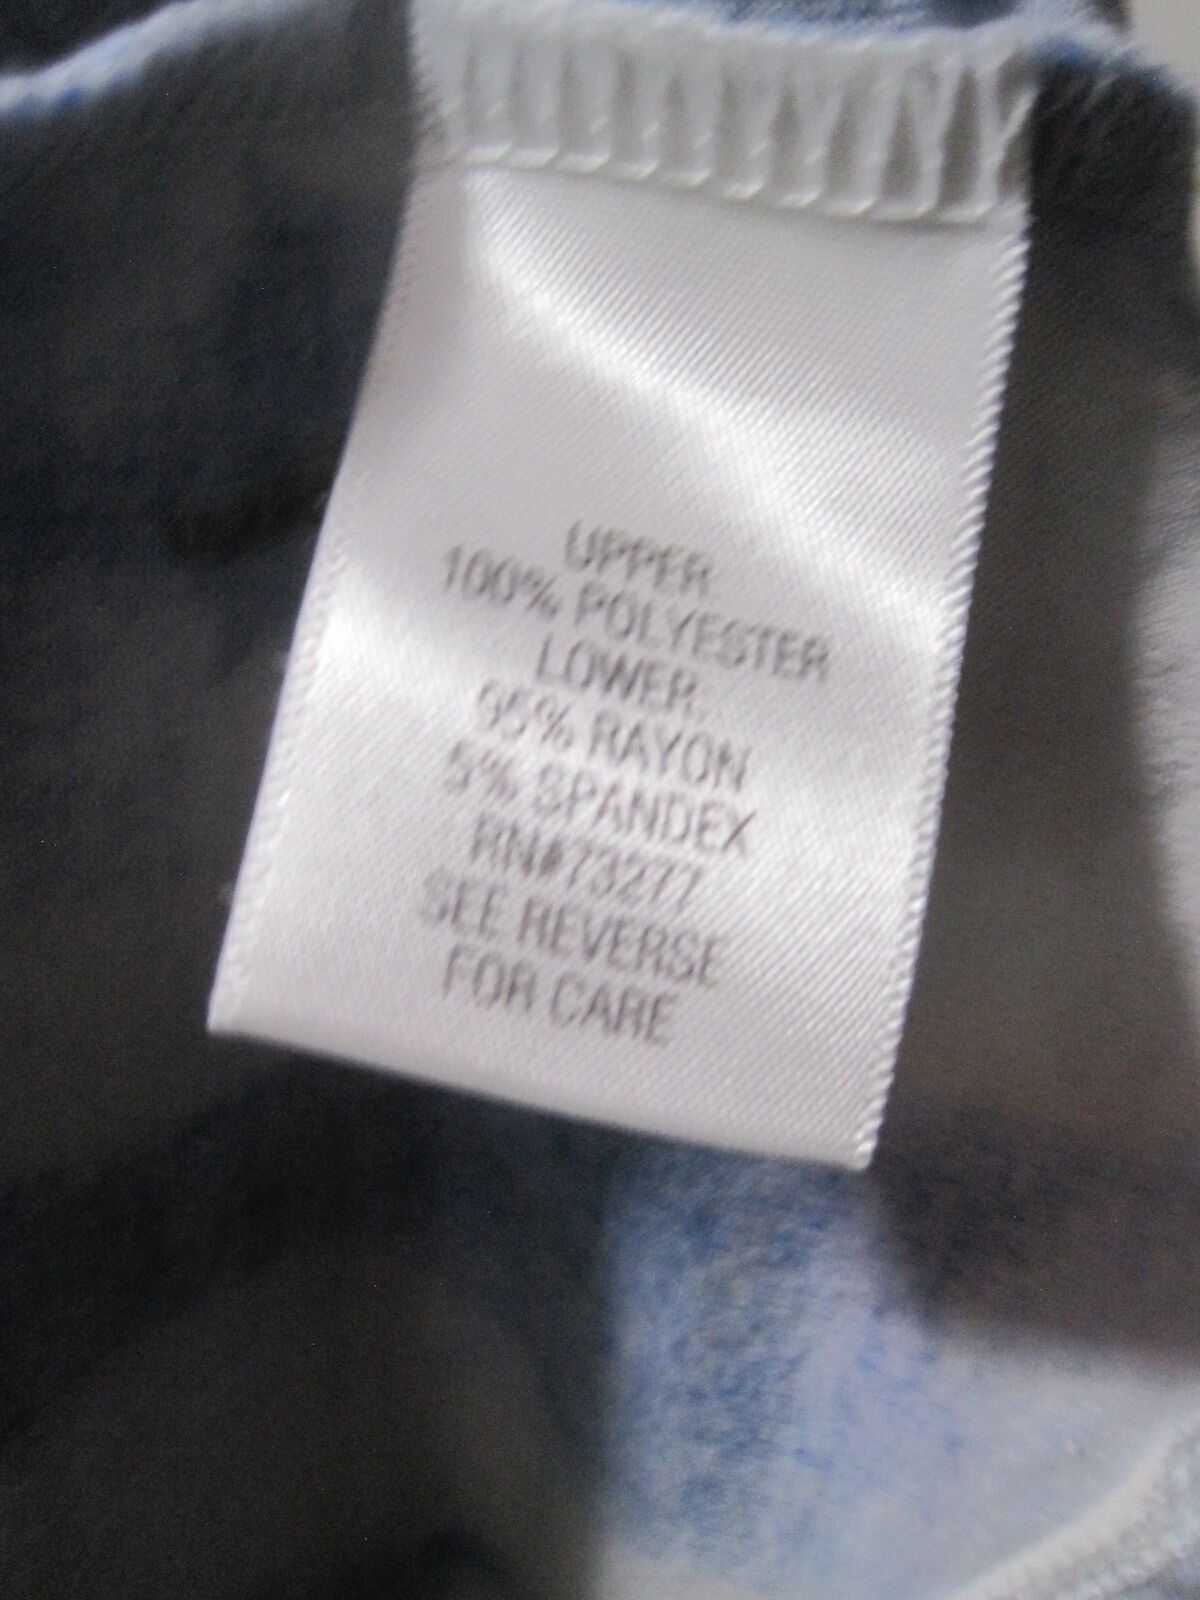 UPPER:
100% POLYESTER
LOWER:
95% RAYON
5% SPANDEX
RN#73277
SEE REVERSE
FOR CARE